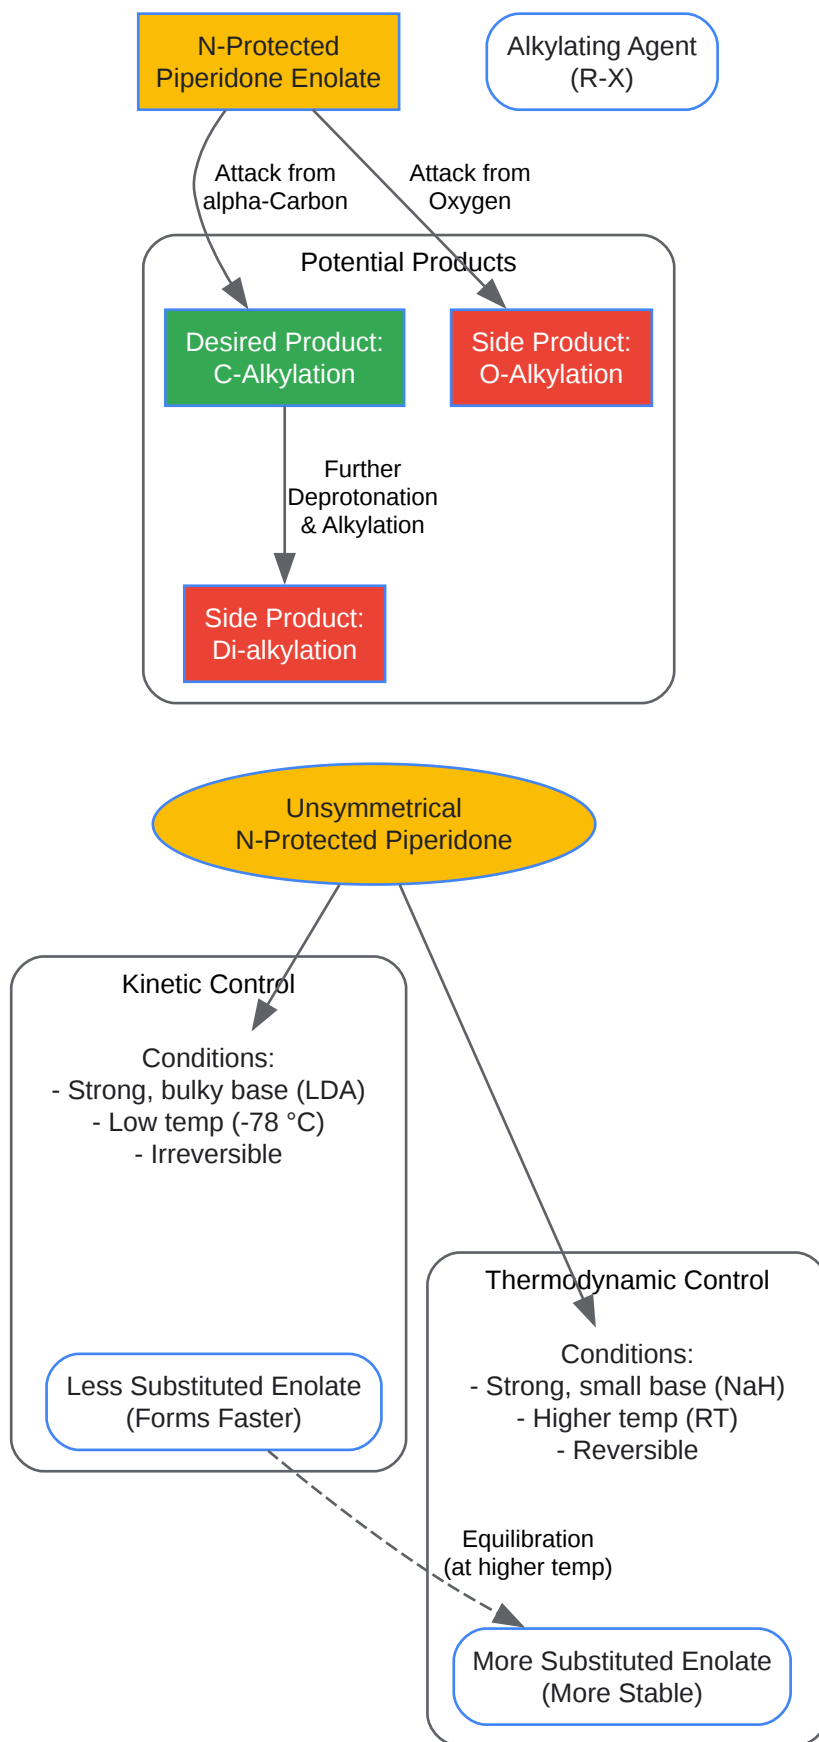 N-Protected
Piperidone Enolate
Alkylating Agent
(R-X)
Attack from
alpha-Carbon
Attack from
Oxygen
Potential Products
Desired Product:
C-Alkylation
Side Product:
O-Alkylation
Further
Deprotonation
& Alkylation
Side Product:
Di-alkylation
Unsymmetrical
N-Protected Piperidone
Kinetic Control
Conditions:
- Strong, bulky base (LDA)
- Low temp (-78 °C)
- Irreversible
Less Substituted Enolate
(Forms Faster)
Thermodynamic Control
Conditions:
- Strong, small base (NaH)
- Higher temp (RT)
- Reversible
Equilibration
(at higher temp)
More Substituted Enolate
(More Stable)